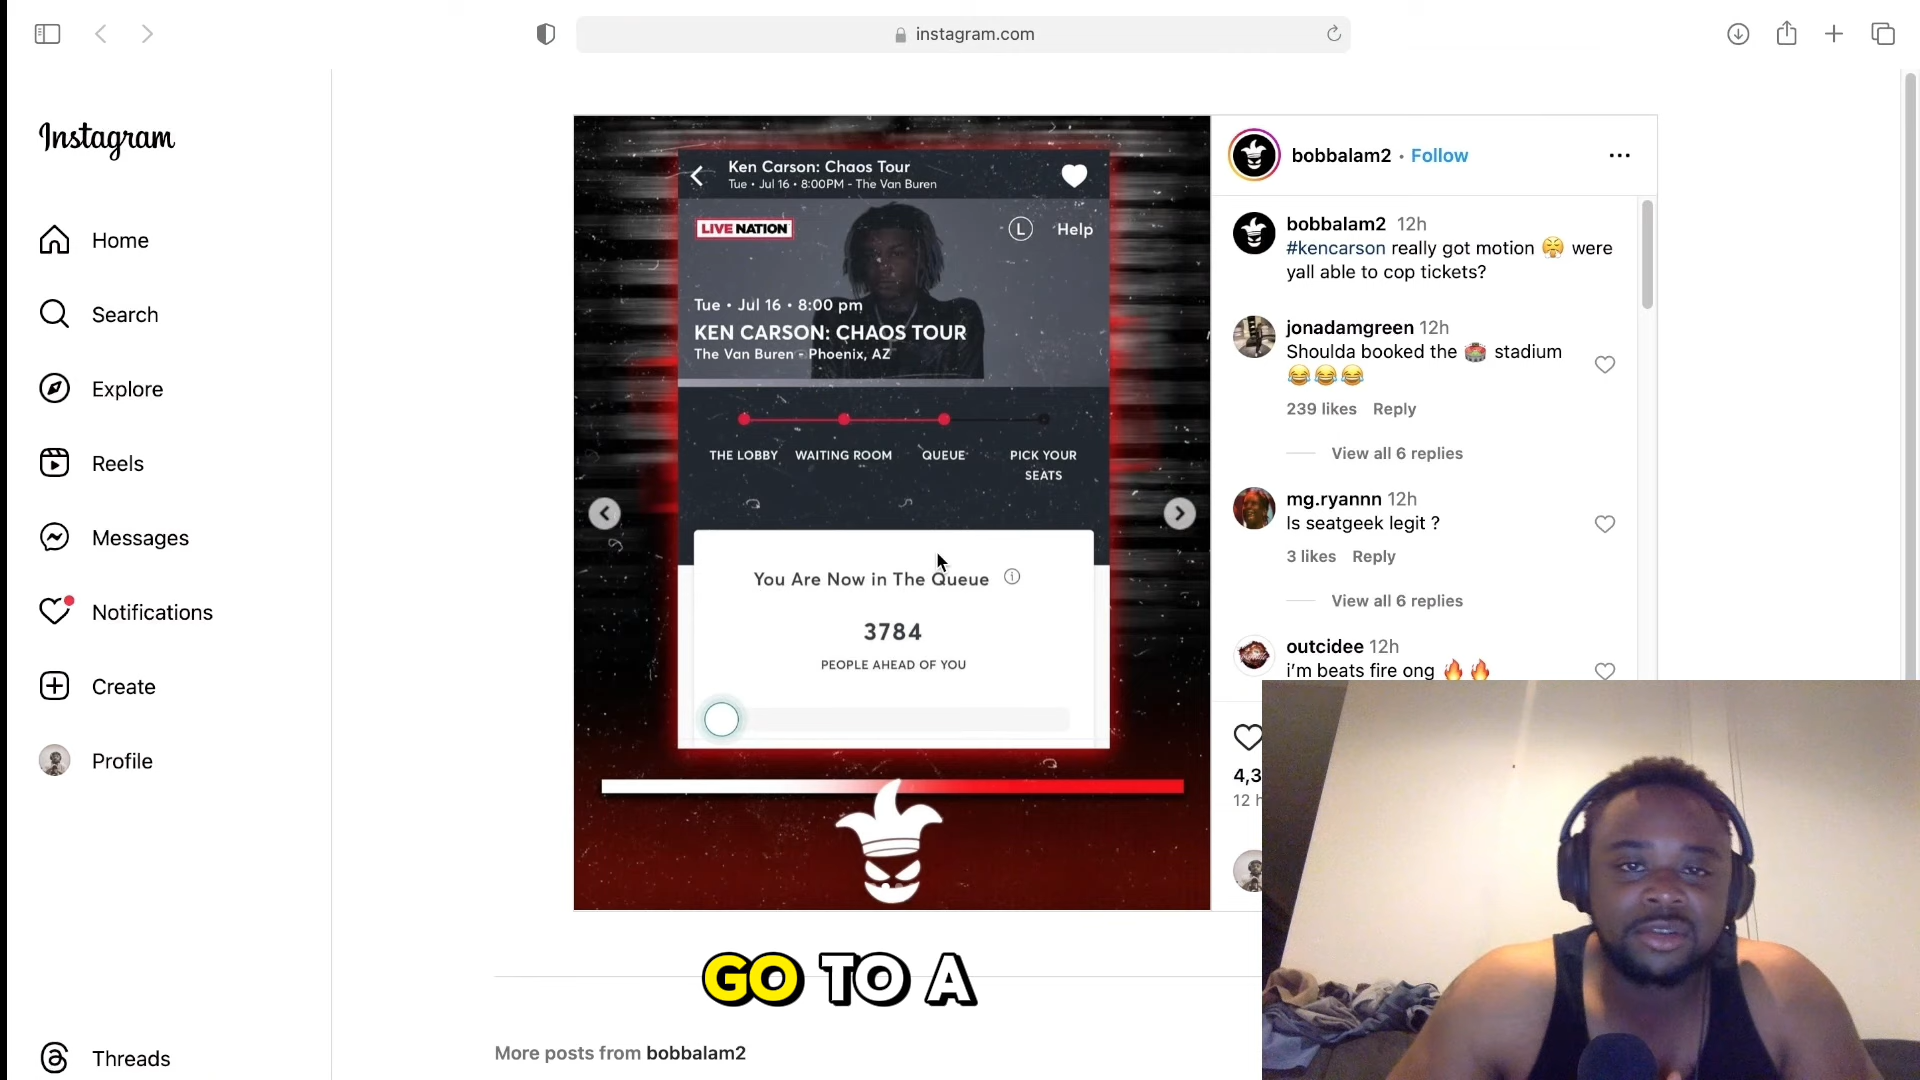 instagram.com
Instagram
Home
Search
Explore
Reels
Messages
Notifications
Create
Profile
Threads
Ken Carson: Chaos Tour
Tue • Jul 16 • 8:00PM - The Van Buren
LIVE NATION
L
Help
Tue • Jul 16 • 8:00 pm
KEN CARSON: CHAOS TOUR
The Van Buren - Phoenix, AZ
THE LOBBY
WAITING ROOM
QUEUE
PICK YOUR
SEATS
You Are Now in The Queue
3784
PEOPLE AHEAD OF YOU
bobbalam2 • Follow
bobbalam2 12h
#kencarson really got motion 😤 were
yall able to cop tickets?
jonadamgreen 12h
Shoulda booked the 🏟️ stadium
😂😂😂
239 likes Reply
View all 6 replies
mg.ryannn 12h
Is seatgeek legit ?
3 likes Reply
View all 6 replies
outcidee 12h
i'm beats fire ong 🔥🔥
4,3
12 h
GO TO A
More posts from bobbalam2